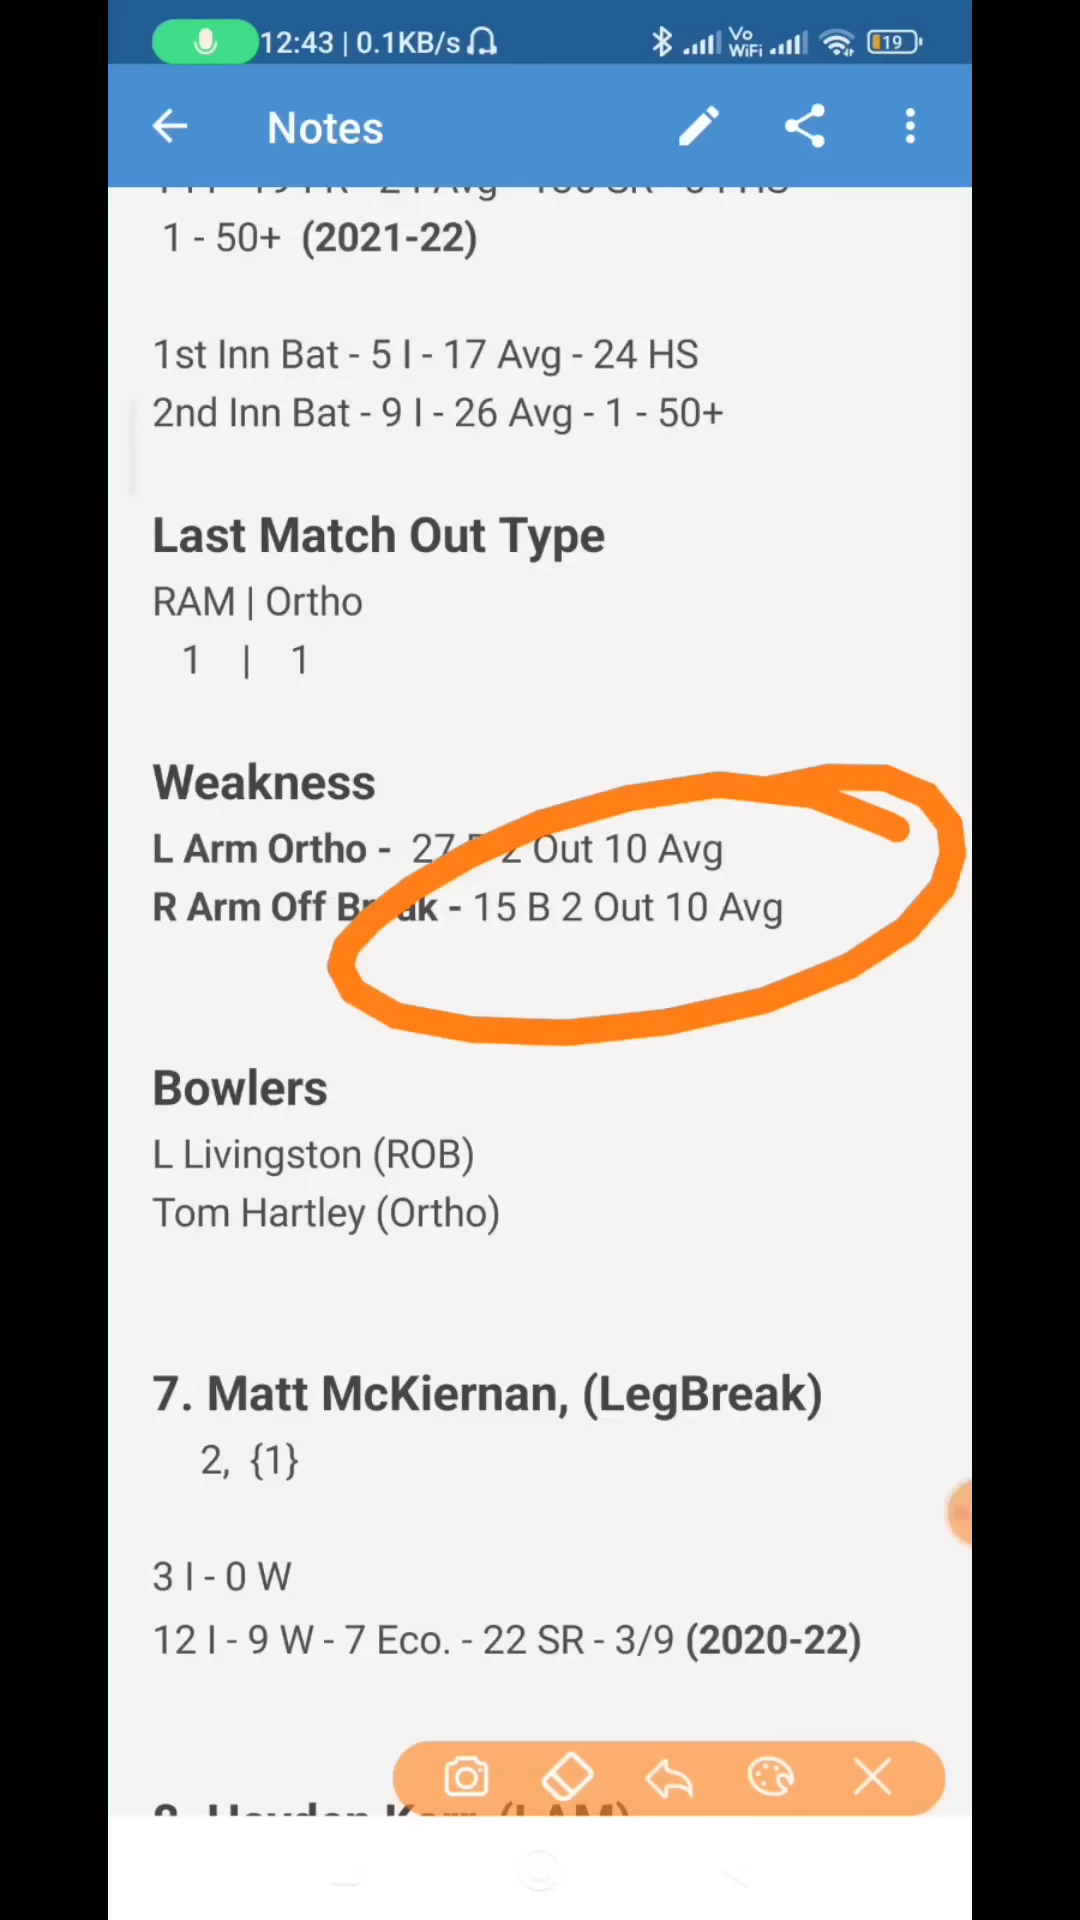 12:43 | 0.1KB/s
Vo WiFi
19
Notes
1 - 50+ (2021-22)
1st Inn Bat - 5 I - 17 Avg - 24 HS
2nd Inn Bat - 9 I - 26 Avg - 1 - 50+
Last Match Out Type
RAM | Ortho
1 | 1
Weakness
L Arm Ortho - 27 2 Out 10 Avg
R Arm Off Break - 15 B 2 Out 10 Avg
Bowlers
L Livingston (ROB)
Tom Hartley (Ortho)
7. Matt McKiernan, (LegBreak)
2, {1}
3 I - 0 W
12 I - 9 W - 7 Eco. - 22 SR - 3/9 (2020-22)